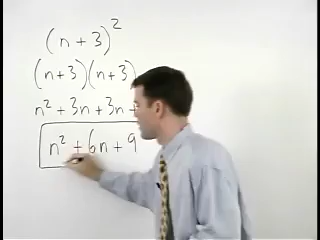 (n + 3)²
(n+3)(n+3)
n² + 3n + 3n +
n² + 6n + 9